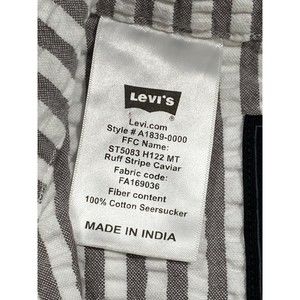 Levi's
Levi.com
Style # A1839-0000
FFC Name:
ST5083 H122 MT
Ruff Stripe Caviar
Fabric code:
FA169036
Fiber content
100% Cotton Seersucker
MADE IN INDIA